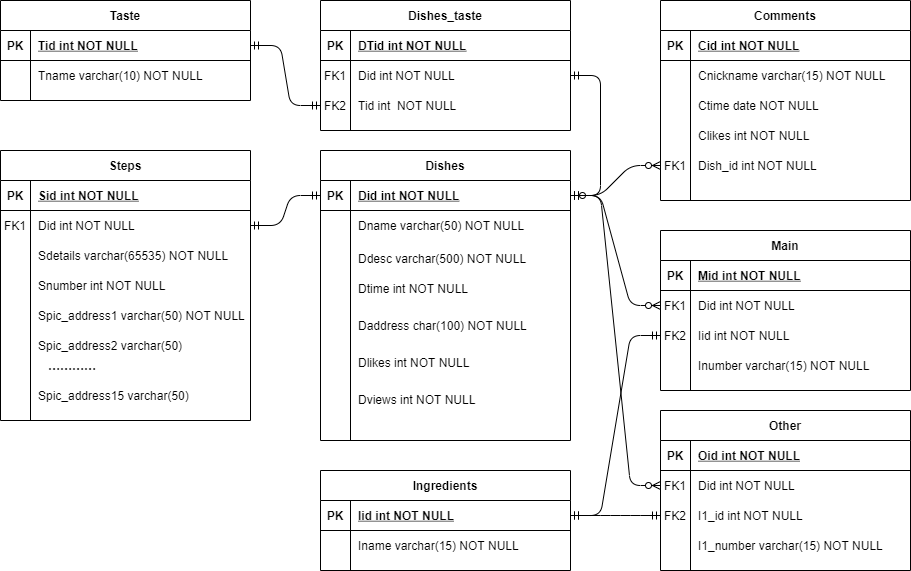 Taste
PK Tid int NOT NULL
Tname varchar(10) NOT NULL
Dishes_taste
PK DTid int NOT NULL
FK1 Did int NOT NULL
FK2 Tid int  NOT NULL
Comments
PK Cid int NOT NULL
Cnickname varchar(15) NOT NULL
Ctime date NOT NULL
Clikes int NOT NULL
FK1 Dish_id int NOT NULL
Steps
PK Sid int NOT NULL
FK1 Did int NOT NULL
Sdetails varchar(65535) NOT NULL
Snumber int NOT NULL
Spic_address1 varchar(50) NOT NULL
Spic_address2 varchar(50)
............
Spic_address15 varchar(50)
Dishes
PK Did int NOT NULL
Dname varchar(50) NOT NULL
Ddesc varchar(500) NOT NULL
Dtime int NOT NULL
Daddress char(100) NOT NULL
Dlikes int NOT NULL
Dviews int NOT NULL
Main
PK Mid int NOT NULL
FK1 Did int NOT NULL
FK2 Iid int NOT NULL
Inumber varchar(15) NOT NULL
Ingredients
PK Iid int NOT NULL
Iname varchar(15) NOT NULL
Other
PK Oid int NOT NULL
FK1 Did int NOT NULL
FK2 I1_id int NOT NULL
I1_number varchar(15) NOT NULL